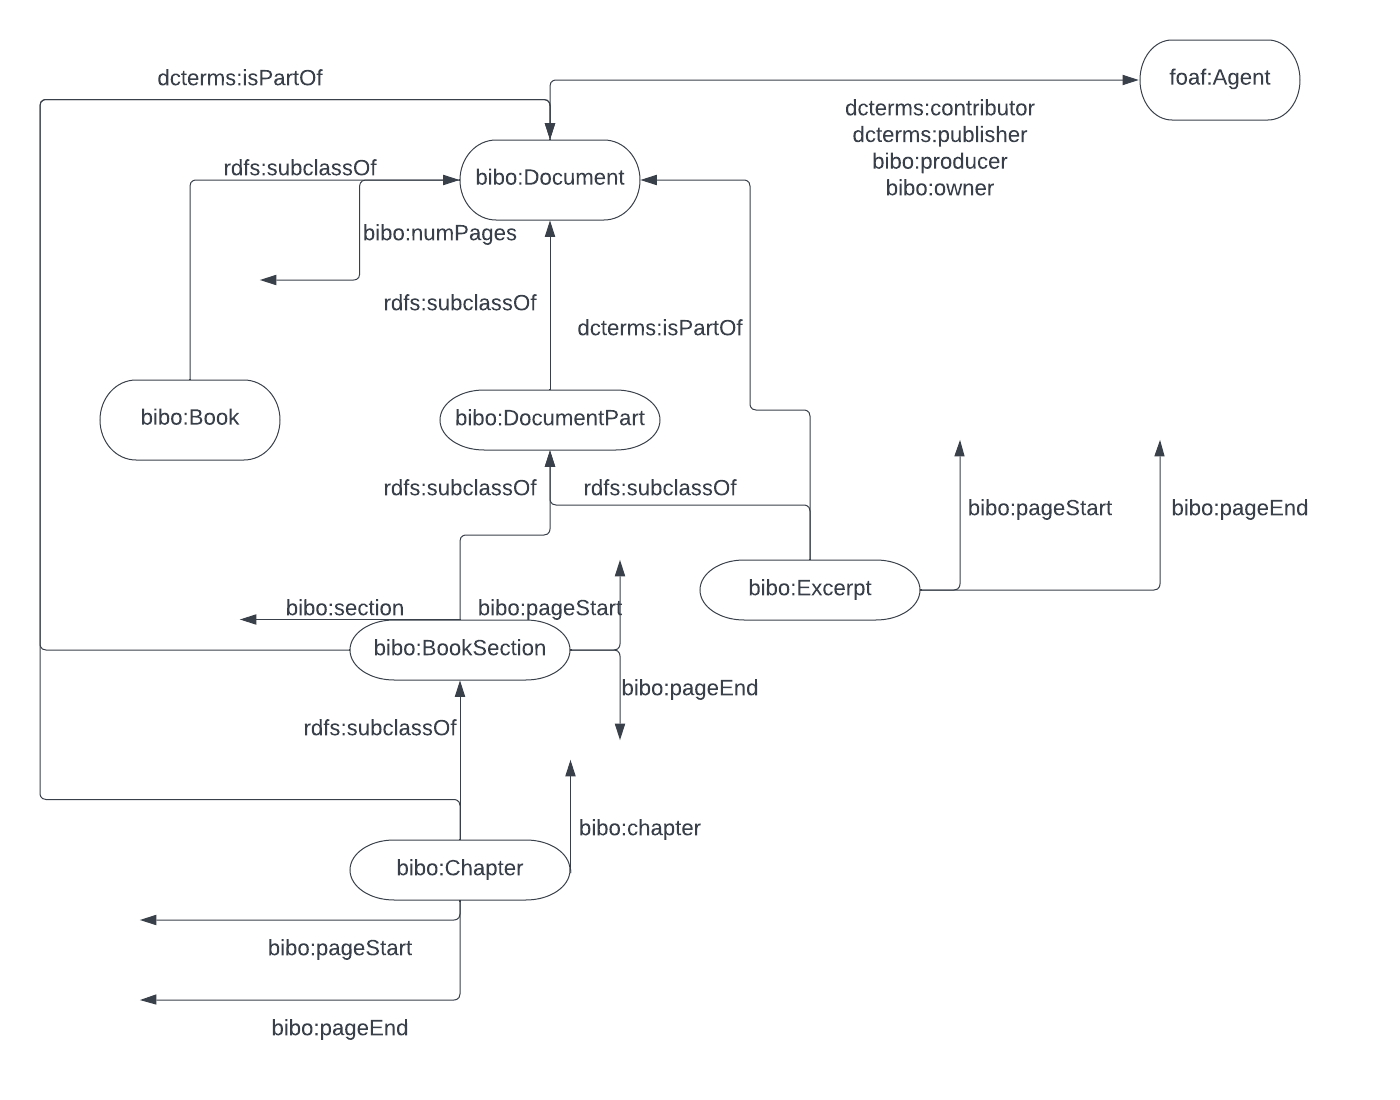 dcterms:isPartOf
foaf:Agent
dcterms:contributor
dcterms:publisher
bibo:producer
bibo:owner
rdfs:subclassOf
bibo:Document
bibo:numPages
rdfs:subclassOf
dcterms:isPartOf
bibo:Book
bibo:DocumentPart
rdfs:subclassOf
rdfs:subclassOf
bibo:pageStart
bibo:pageEnd
bibo:Excerpt
bibo:section
bibo:pageStart
bibo:BookSection
bibo:pageEnd
rdfs:subclassOf
bibo:chapter
bibo:Chapter
bibo:pageStart
bibo:pageEnd